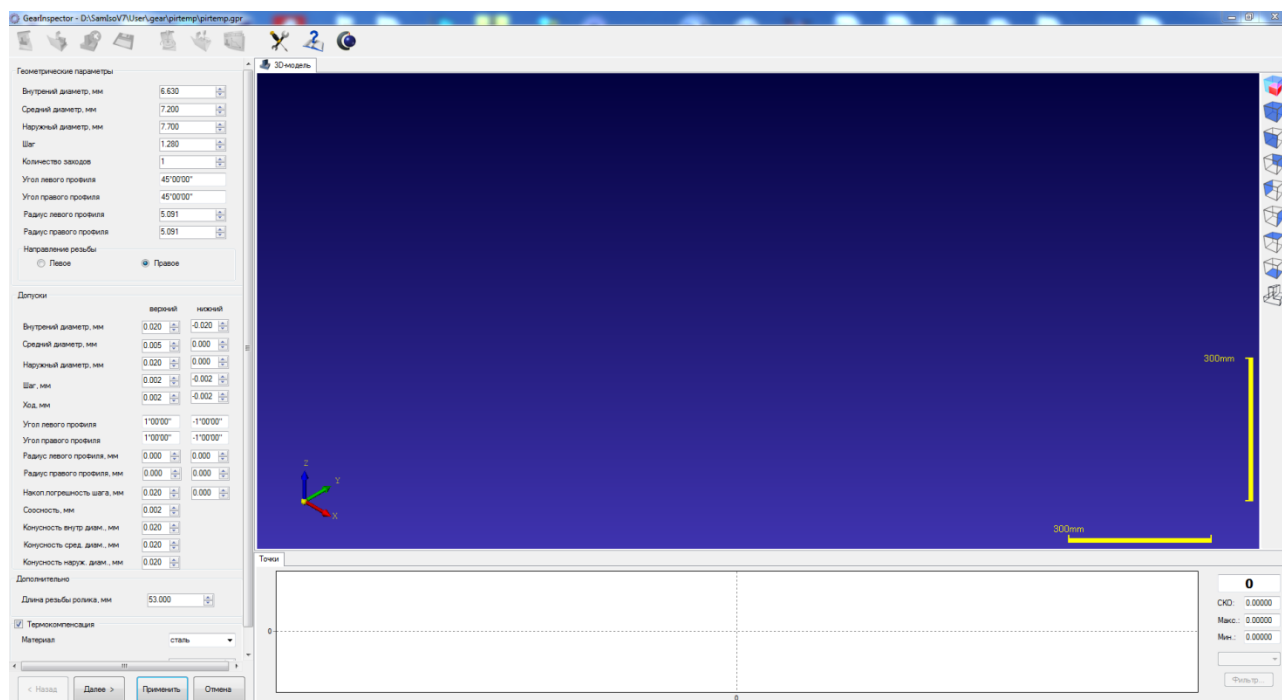 GearInspector - D:\SamIsoV7\User\gear\pirtemp\pirtemp.gpr
3D-модель
Геометрические параметры
Внутрений диаметр, мм 6.630
Средний диаметр, мм 7.200
Наружный диаметр, мм 7.700
Шаг 1.280
Количество заходов 1
Угол левого профиля 45°00'00"
Угол правого профиля 45°00'00"
Радиус левого профиля 5.091
Радиус правого профиля 5.091
Направление резьбы
Левое Правое
Допуски
верхний нижний
Внутрений диаметр, мм 0.020 -0.020
Средний диаметр, мм 0.005 0.000
Наружный диаметр, мм 0.020 0.000
Шаг, мм 0.002 -0.002
Ход, мм 0.002 -0.002
Угол левого профиля 1°00'00" -1°00'00"
Угол правого профиля 1°00'00" -1°00'00"
Радиус левого профиля, мм 0.000 0.000
Радиус правого профиля, мм 0.000 0.000
Накоп.погрешность шага, мм 0.020 0.000
Соосность, мм 0.002
Конусность внутр диам., мм 0.020
Конусность сред. диам., мм 0.020
Конусность наруж. диам., мм 0.020
Дополнительно
Длина резьбы ролика, мм 53.000
Термокомпенсация
Материал сталь
< Назад Далее > Применить Отмена
300mm
Z
Y
X
300mm
Точки
0
0
0
СКО: 0.00000
Макс.: 0.00000
Мин.: 0.00000
Фильтр...